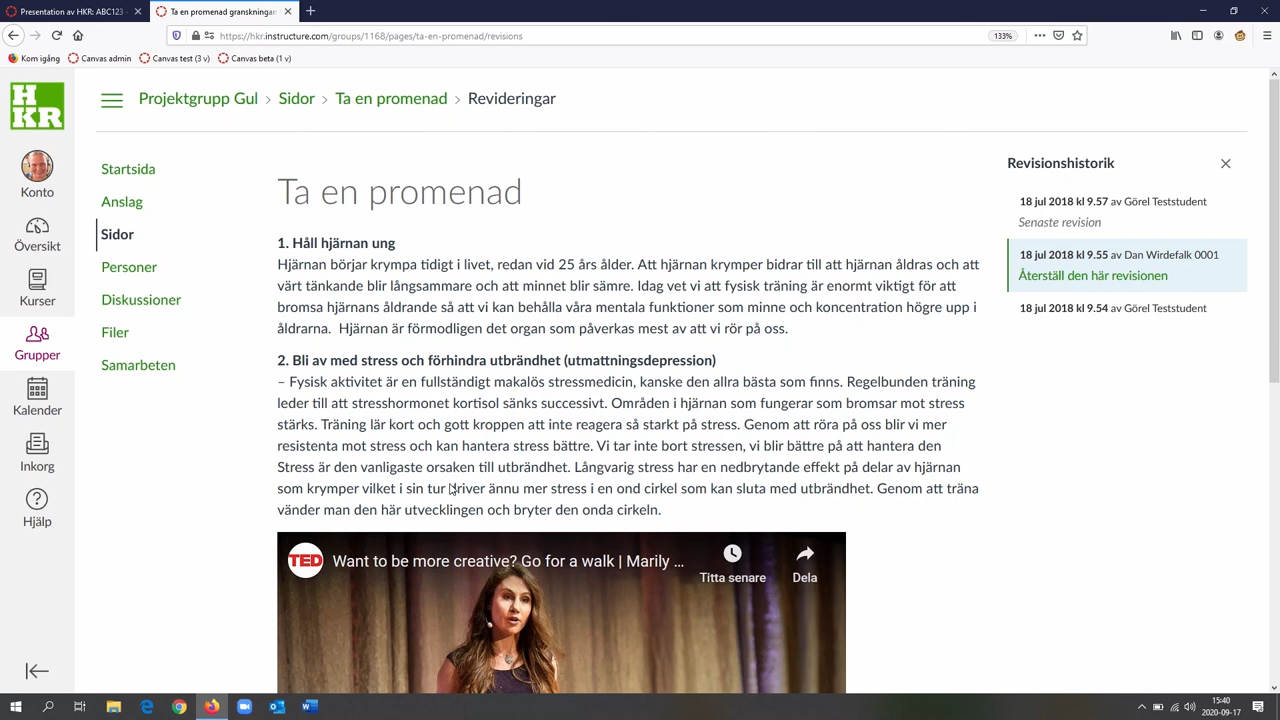 Presentation av HKR: ABC123 -
Ta en promenad granskningar
https://hkr.instructure.com/groups/1168/pages/ta-en-promenad/revisions
133%
Kom igång
Canvas admin
Canvas test (3 v)
Canvas beta (1 v)
HKR
Projektgrupp Gul > Sidor > Ta en promenad > Revideringar
Konto
Översikt
Kurser
Grupper
Kalender
Inkorg
Hjälp
Startsida
Anslag
Sidor
Personer
Diskussioner
Filer
Samarbeten
Ta en promenad
1. Håll hjärnan ung
Hjärnan börjar krympa tidigt i livet, redan vid 25 års ålder. Att hjärnan krymper bidrar till att hjärnan åldras och att
vårt tänkande blir långsammare och att minnet blir sämre. Idag vet vi att fysisk träning är enormt viktigt för att
bromsa hjärnans åldrande så att vi kan behålla våra mentala funktioner som minne och koncentration högre upp i
åldrarna.  Hjärnan är förmodligen det organ som påverkas mest av att vi rör på oss.
2. Bli av med stress och förhindra utbrändhet (utmattningsdepression)
– Fysisk aktivitet är en fullständigt makalös stressmedicin, kanske den allra bästa som finns. Regelbunden träning
leder till att stresshormonet kortisol sänks successivt. Områden i hjärnan som fungerar som bromsar mot stress
stärks. Träning lär kort och gott kroppen att inte reagera så starkt på stress. Genom att röra på oss blir vi mer
resistenta mot stress och kan hantera stress bättre. Vi tar inte bort stressen, vi blir bättre på att hantera den
Stress är den vanligaste orsaken till utbrändhet. Långvarig stress har en nedbrytande effekt på delar av hjärnan
som krymper vilket i sin tur driver ännu mer stress i en ond cirkel som kan sluta med utbrändhet. Genom att träna
vänder man den här utvecklingen och bryter den onda cirkeln.
TED
Want to be more creative? Go for a walk | Marily ...
Titta senare
Dela
Revisionshistorik
18 jul 2018 kl 9.57 av Görel Teststudent
Senaste revision
18 jul 2018 kl 9.55 av Dan Wirdefalk 0001
Återställ den här revisionen
18 jul 2018 kl 9.54 av Görel Teststudent
15:40
2020-09-17